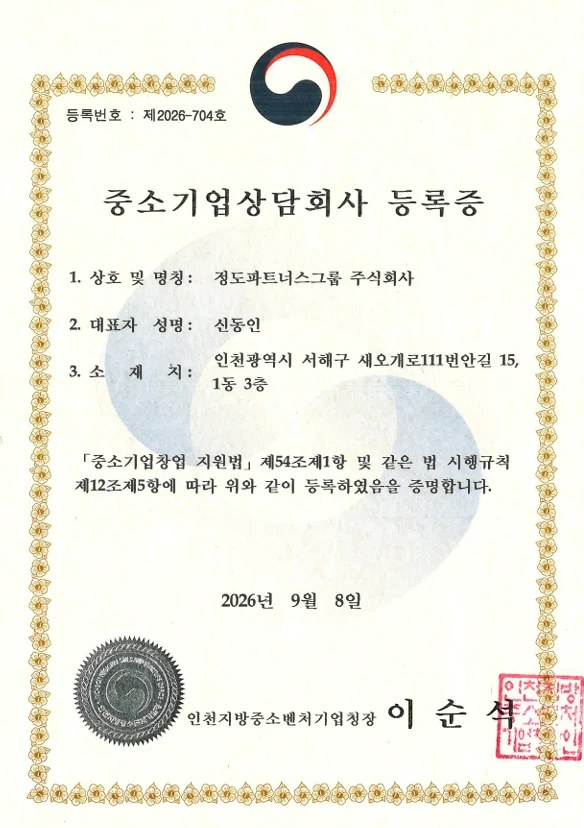 등록번호 : 제2026-704호
중소기업상담회사 등록증
1. 상호 및 명칭: 정도파트너스그룹 주식회사
2. 대표자 성명: 신동인
3. 소 재 지: 인천광역시 서해구 새오개로111번안길 15,
1동 3층
「중소기업창업 지원법」제54조제1항 및 같은 법 시행규칙
제12조제5항에 따라 위와 같이 등록하였음을 증명합니다.
2026년 9월 8일
인천지방중소벤처기업청장 이 순 석